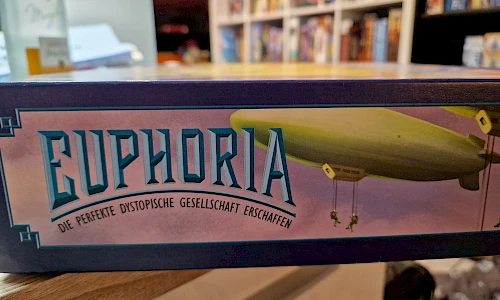 EUPHORIA
DIE PERFEKTE DYSTOPISCHE GESELLSCHAFT ERSCHAFFEN